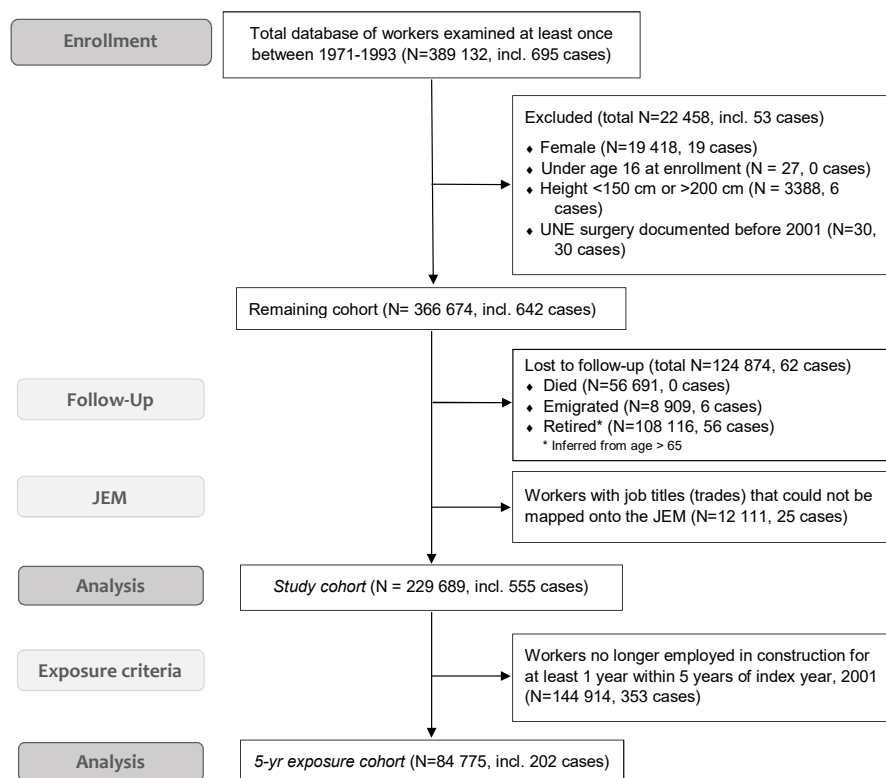 Enrollment
Total database of workers examined at least once
between 1971-1993 (N=389 132, incl. 695 cases)
Excluded (total N=22 458, incl. 53 cases)
♦ Female (N=19 418, 19 cases)
♦ Under age 16 at enrollment (N = 27, 0 cases)
♦ Height <150 cm or >200 cm (N = 3388, 6
cases)
♦ UNE surgery documented before 2001 (N=30,
30 cases)
Remaining cohort (N= 366 674, incl. 642 cases)
Follow-Up
Lost to follow-up (total N=124 874, 62 cases)
♦ Died (N=56 691, 0 cases)
♦ Emigrated (N=8 909, 6 cases)
♦ Retired* (N=108 116, 56 cases)
* Inferred from age > 65
JEM
Workers with job titles (trades) that could not be
mapped onto the JEM (N=12 111, 25 cases)
Analysis
Study cohort (N = 229 689, incl. 555 cases)
Exposure criteria
Workers no longer employed in construction for
at least 1 year within 5 years of index year, 2001
(N=144 914, 353 cases)
Analysis
5-yr exposure cohort (N=84 775, incl. 202 cases)